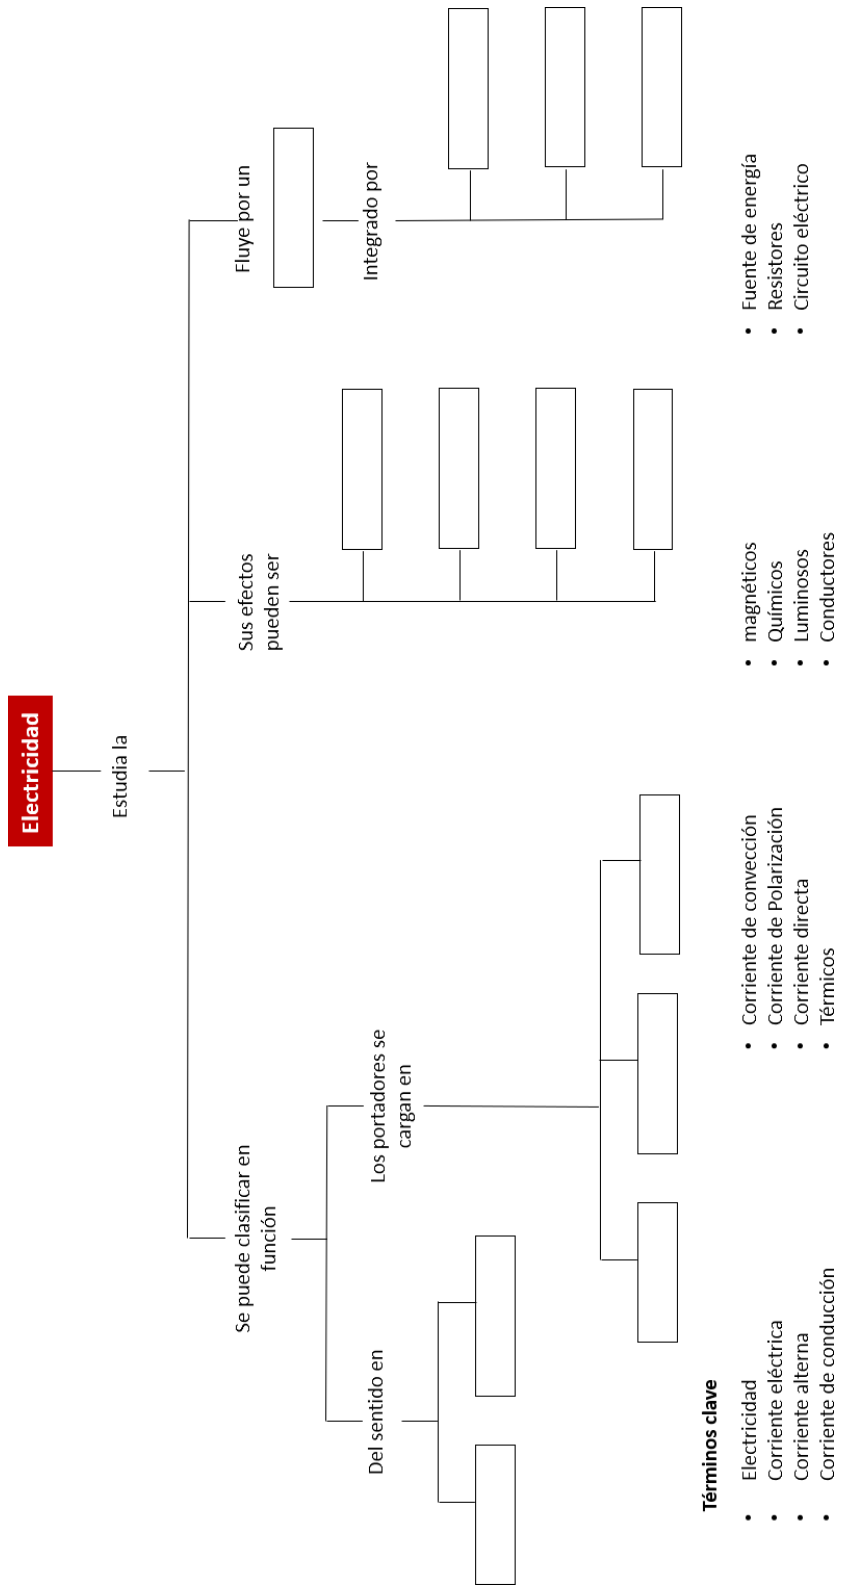 Electricidad
Estudia la
Se puede clasificar en
función
Del sentido en
Los portadores se
cargan en
Sus efectos
pueden ser
Fluye por un
Integrado por
Términos clave
• Electricidad
• Corriente eléctrica
• Corriente alterna
• Corriente de conducción
• Corriente de convección
• Corriente de Polarización
• Corriente directa
• Térmicos
• magnéticos
• Químicos
• Luminosos
• Conductores
• Fuente de energía
• Resistores
• Circuito eléctrico